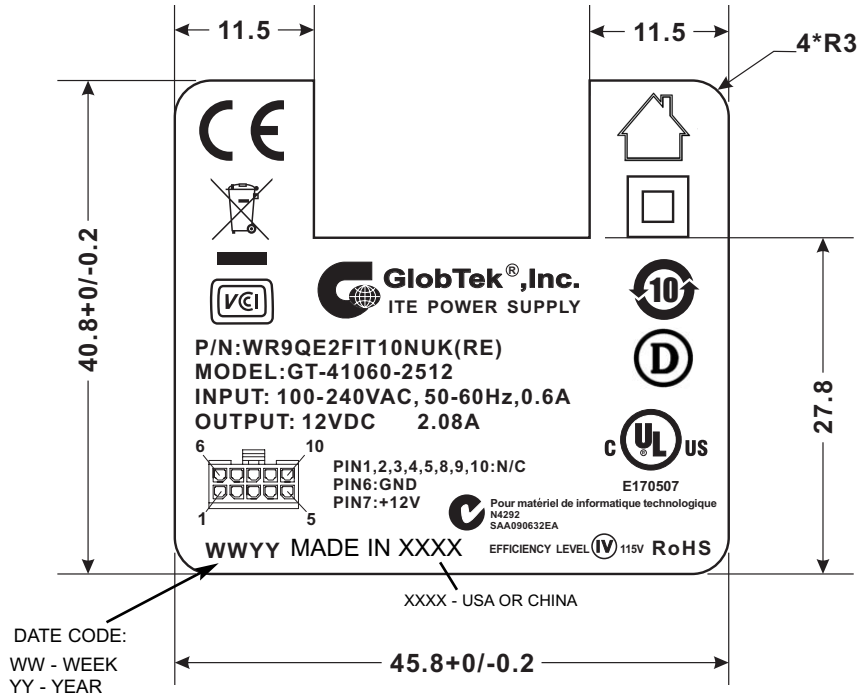 11.5
11.5
4*R3
CE
40.8+0/-0.2
VCI
GlobTek®,Inc.
ITE POWER SUPPLY
10
P/N:WR9QE2FIT10NUK(RE)
MODEL:GT-41060-2512
INPUT: 100-240VAC, 50-60Hz,0.6A
OUTPUT: 12VDC 2.08A
D
27.8
C UL® US
E170507
6
10
1
5
PIN1,2,3,4,5,8,9,10:N/C
PIN6:GND
PIN7:+12V
Pour matériel de informatique technologique
N4292
SAA090632EA
WWYY MADE IN XXXX
EFFICIENCY LEVEL IV 115V RoHS
XXXX - USA OR CHINA
DATE CODE:
WW - WEEK
YY - YEAR
45.8+0/-0.2